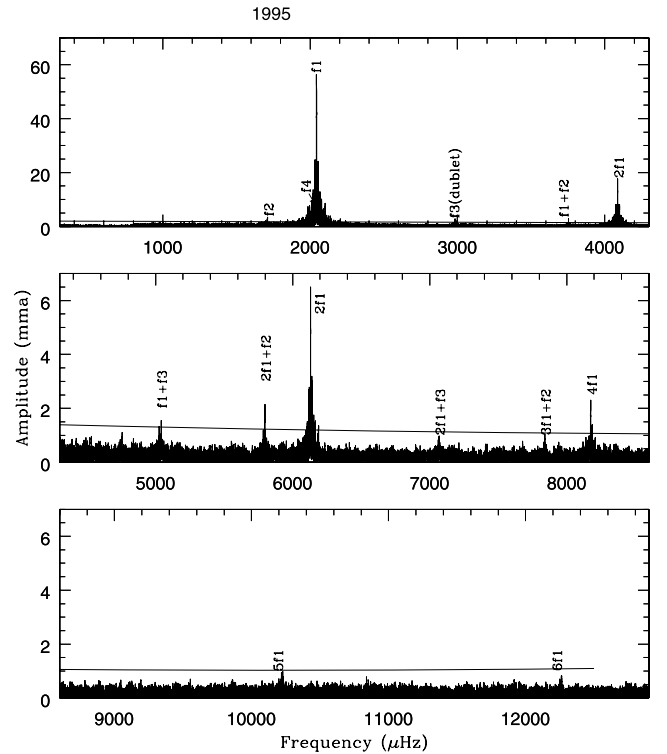 1995
60
40
20
0
f2
f4
f1
f3(dublet)
f1+f2
2f1
1000 2000 3000 4000
Amplitude (mma)
6
4
2
0
f1+f3
2f1+f2
2f1
2f1+f3
3f1+f2
4f1
5000 6000 7000 8000
6
4
2
0
5f1
6f1
9000 10000 11000 12000
Frequency (μHz)